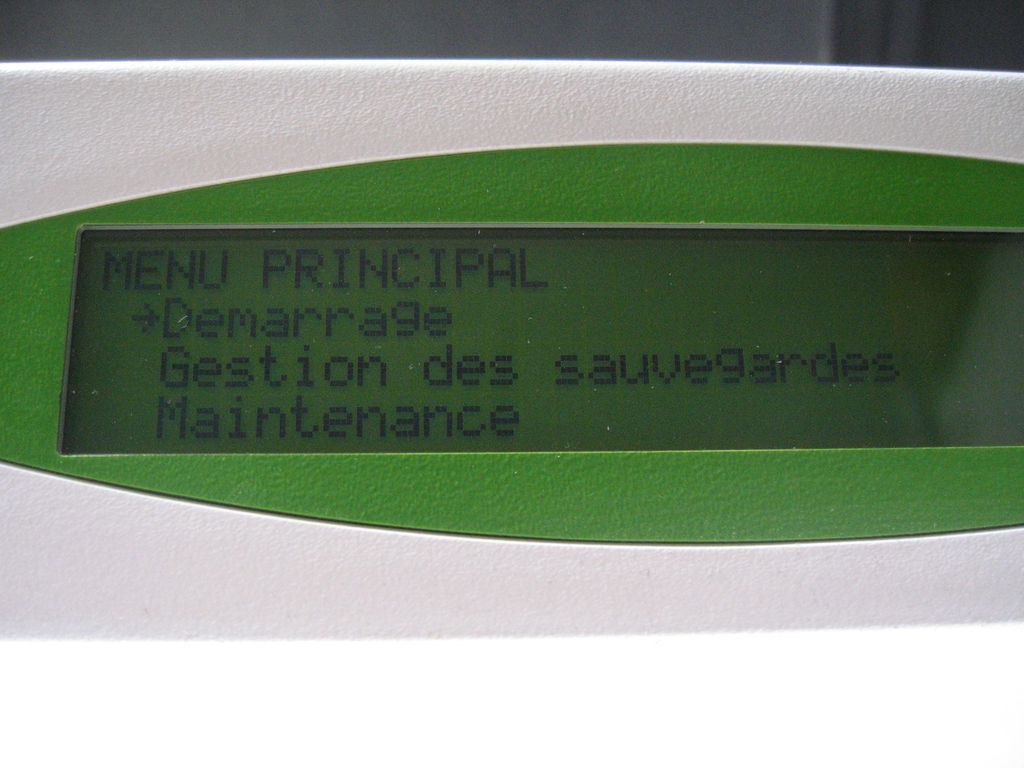 MENU PRINCIPAL
→Demarrage
Gestion des sauvegardes
Maintenance